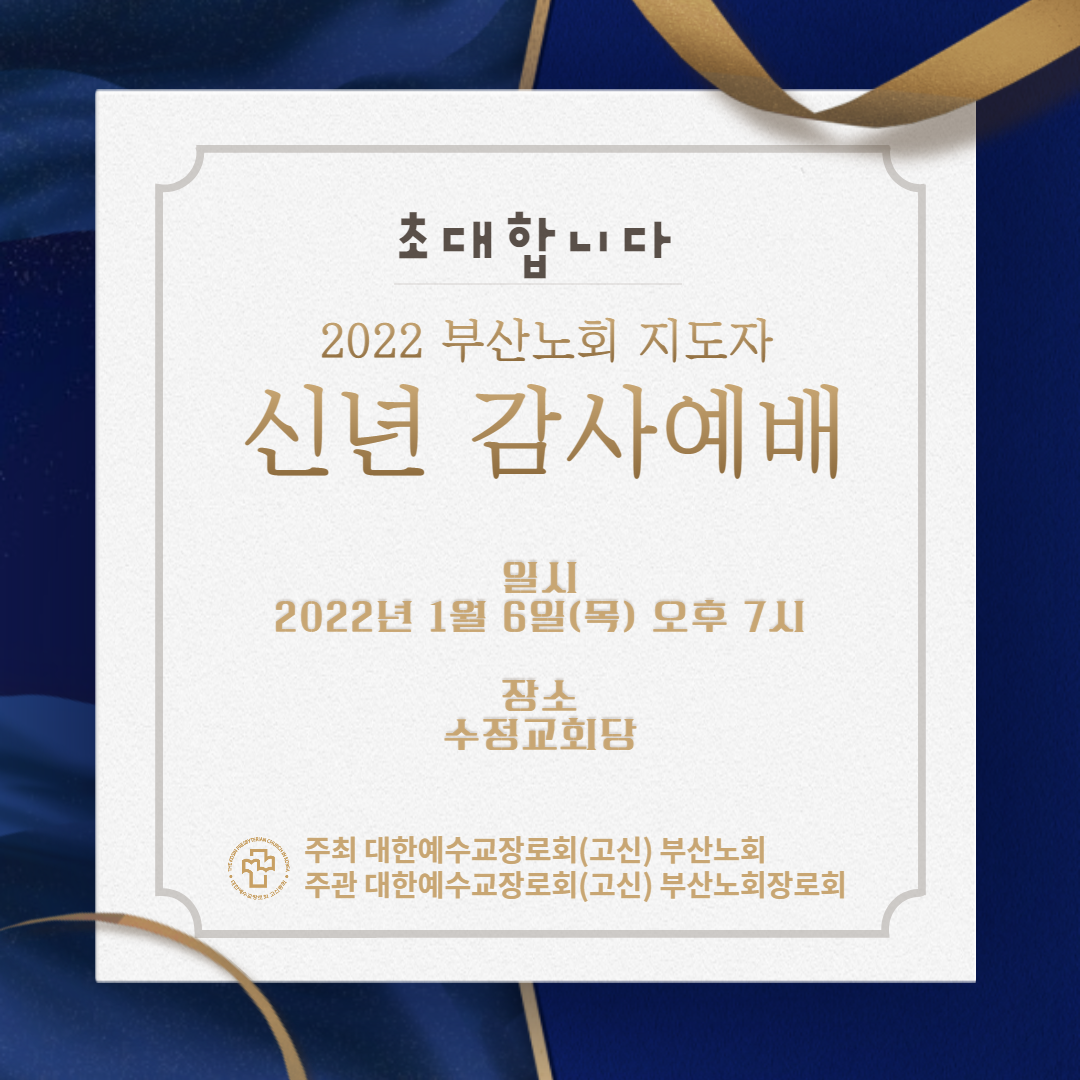 초대합니다
2022 부산노회 지도자
신년 감사예배
일시
2022년 1월 6일(목) 오후 7시
장소
수정교회당
주최 대한예수교장로회(고신) 부산노회
주관 대한예수교장로회(고신) 부산노회장로회